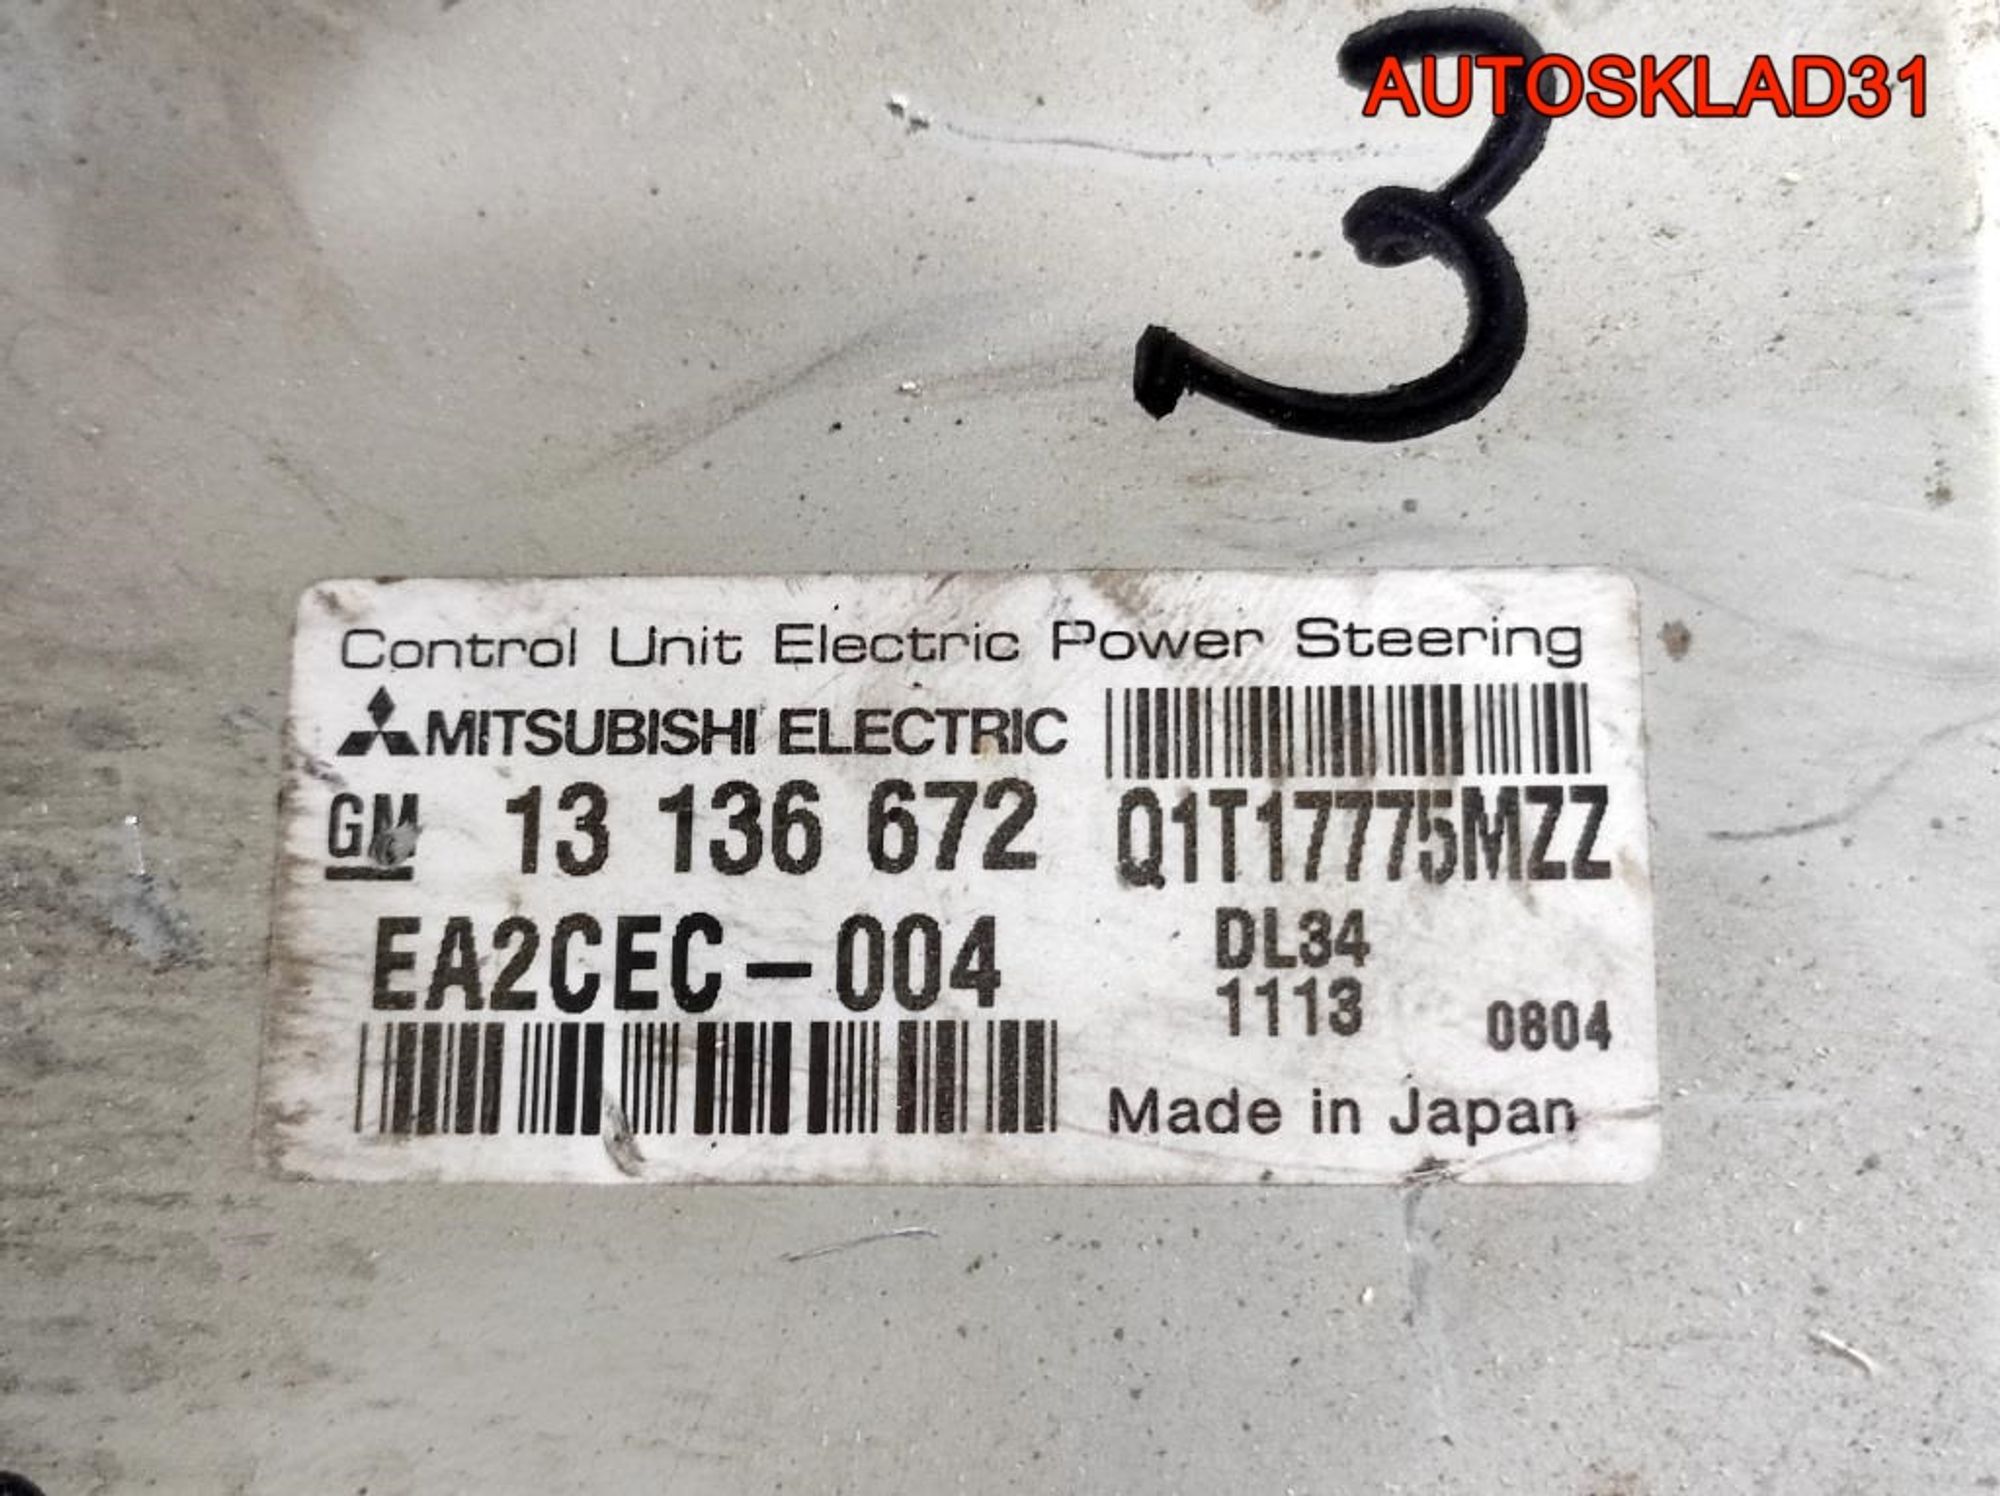 AUTOSKLAD31
3
Control Unit Electric Power Steering
MITSUBISHI ELECTRIC
GM 13 136 672 Q1T17775MZZ
EA2CEC-004 DL34
1113 0804
Made in Japan